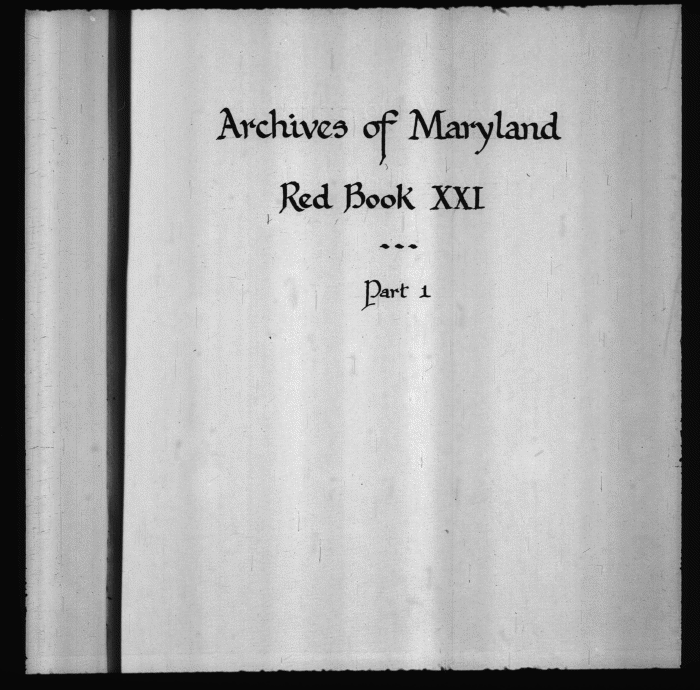 Archives of Maryland
Red Book XXI
Part 1